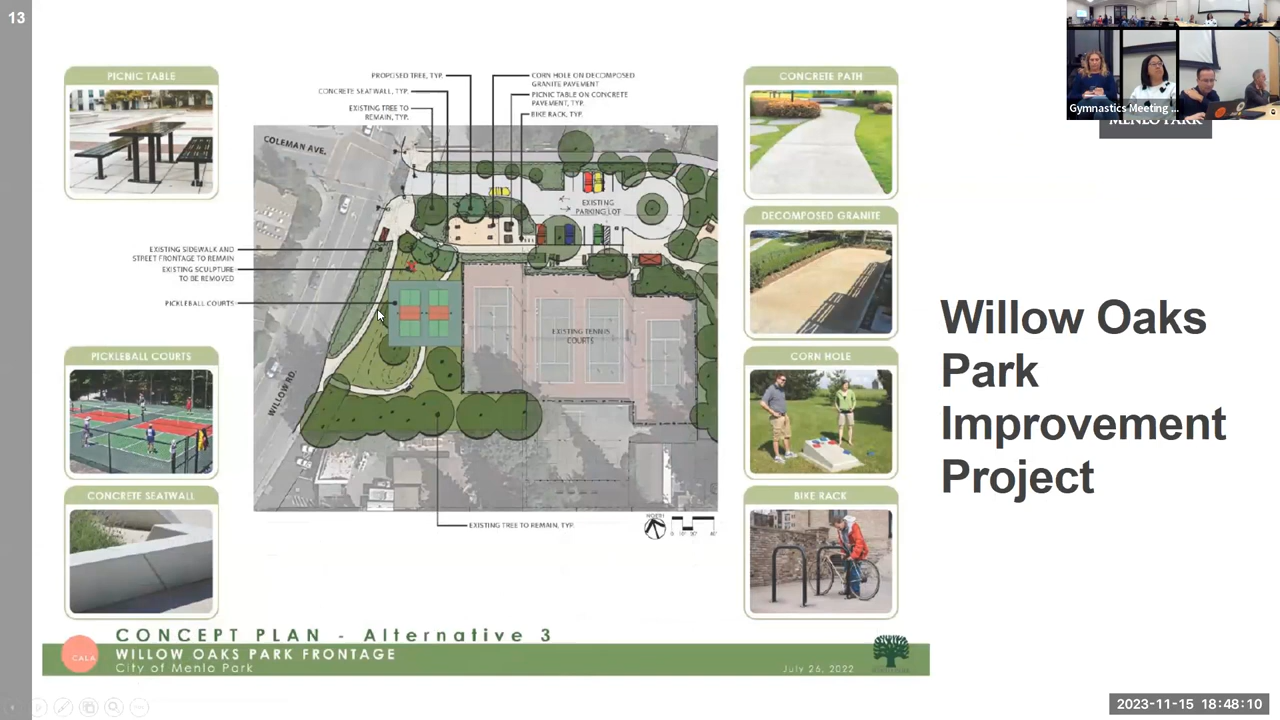 13
PICNIC TABLE
PROPOSED TREE, TYP.
CONCRETE SEATWALL, TYP.
EXISTING TREE TO
REMAIN, TYP.
CORN HOLE ON DECOMPOSED
GRANITE PAVEMENT
PICNIC TABLE ON CONCRETE
PAVEMENT, TYP.
BIKE RACK, TYP.
CONCRETE PATH
Gymnastics Meeting ...
MENLO PARK
COLEMAN AVE.
EXISTING
PARKING LOT
DECOMPOSED GRANITE
EXISTING SIDEWALK AND
STREET FRONTAGE TO REMAIN
EXISTING SCULPTURE
TO BE REMOVED
PICKLEBALL COURTS
EXISTING TENNIS
COURTS
WILLOW RD.
PICKLEBALL COURTS
CORN HOLE
Willow Oaks
Park
Improvement
Project
CONCRETE SEATWALL
BIKE RACK
EXISTING TREE TO REMAIN, TYP.
NORTH
CONCEPT PLAN - Alternative 3
CALA
WILLOW OAKS PARK FRONTAGE
City of Menlo Park
July 26, 2022
2023-11-15 18:48:10